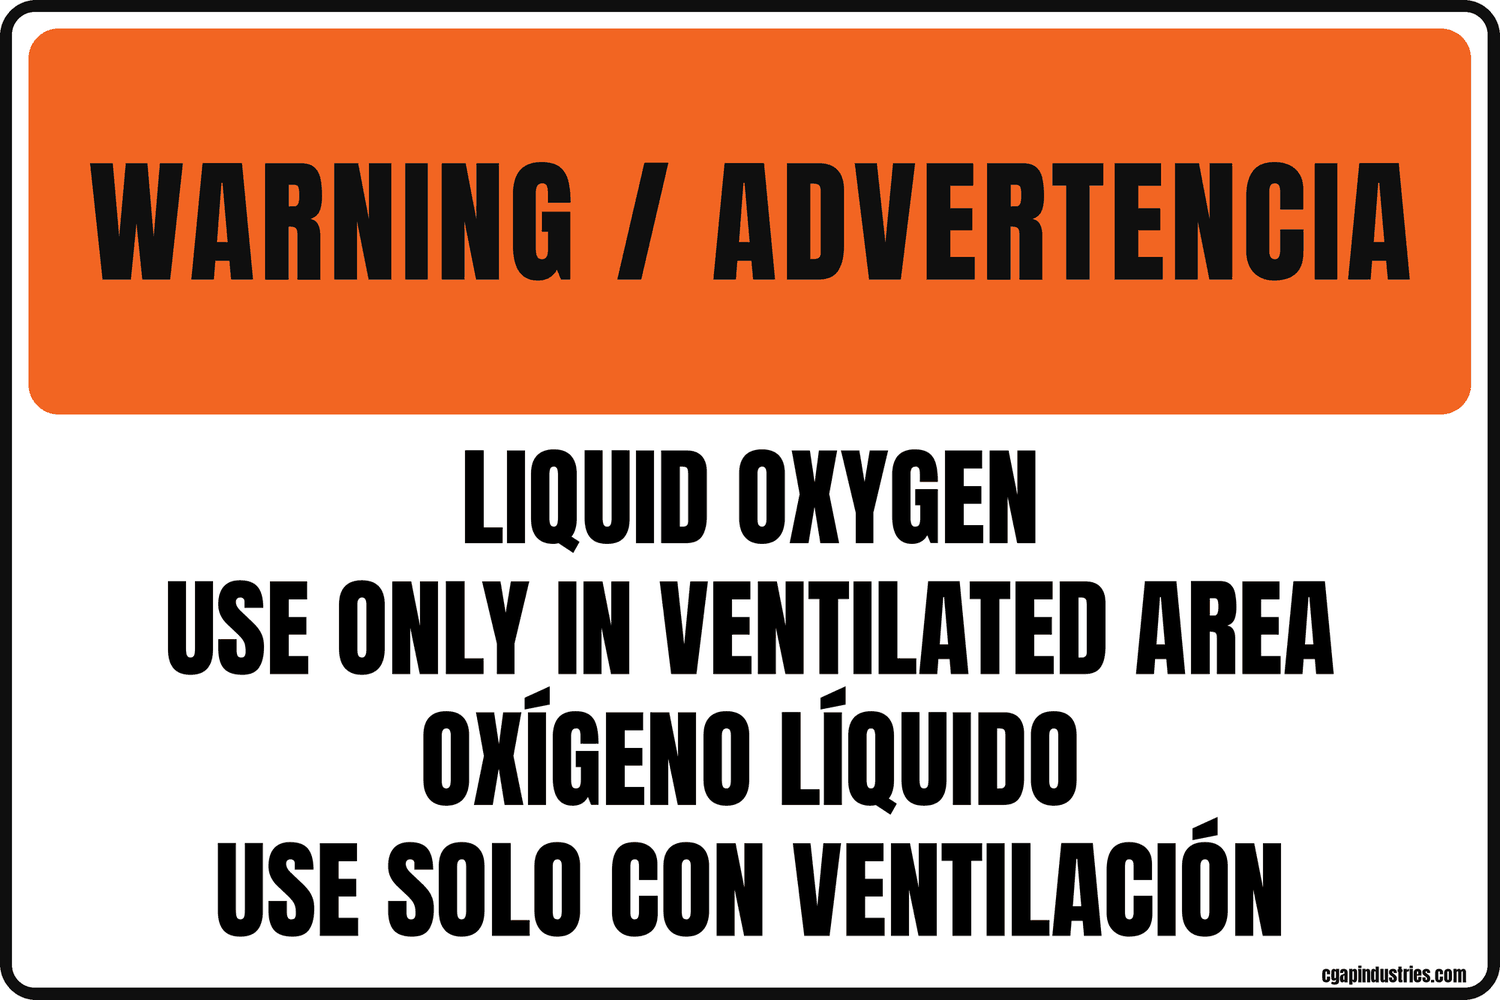 WARNING / ADVERTENCIA
LIQUID OXYGEN
USE ONLY IN VENTILATED AREA
OXÍGENO LÍQUIDO
USE SOLO CON VENTILACIÓN
cgapindustries.com